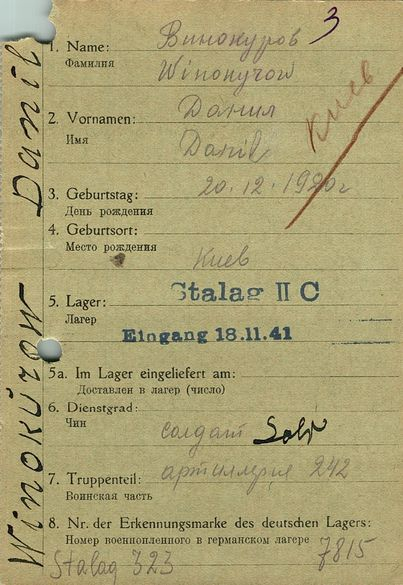 Winokúrow Danil
3
1. Name: Винокуров
Фамилия Winokurow
2. Vornamen: Данил
Имя Danil
Киев
3. Geburtstag: 20.12.1920г
День рождения
4. Geburtsort:
Место рождения
Киев
5. Lager: Stalag II C
Лагерь
Eingang 18.11.41
5a. Im Lager eingeliefert am:
Доставлен в лагерь (число)
6. Dienstgrad:
Чин солдат Sold
7. Truppenteil: артиллерия 242
Воинская часть
8. Nr. der Erkennungsmarke des deutschen Lagers:
Номер военнопленного в германском лагере
Stalag 323 7815